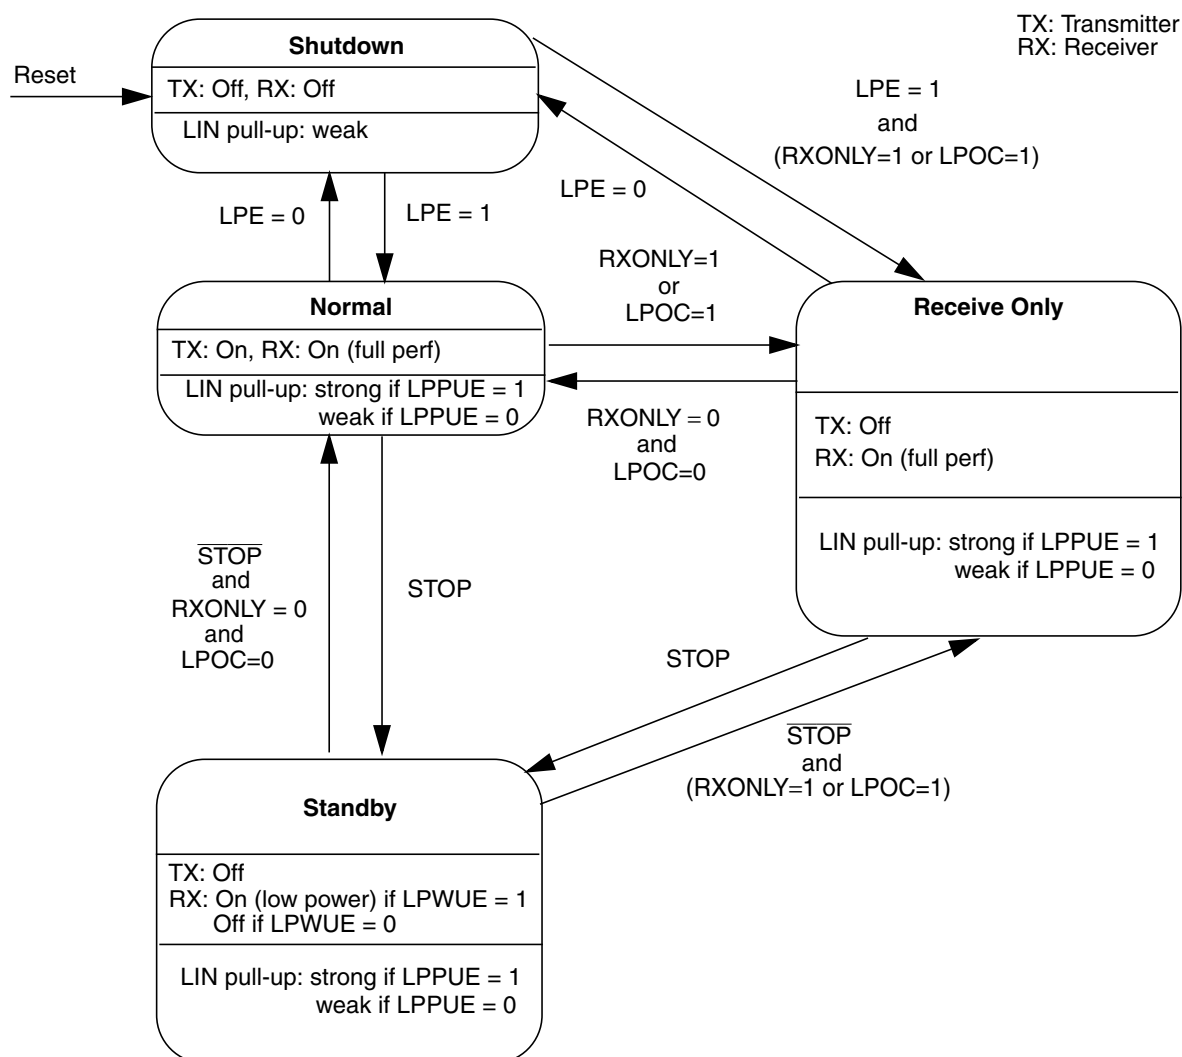 TX: Transmitter
RX: Receiver
Shutdown
Reset
TX: Off, RX: Off
LIN pull-up: weak
LPE = 1
and
(RXONLY=1 or LPOC=1)
LPE = 0
LPE = 0
LPE = 1
RXONLY=1
or
LPOC=1
Normal
TX: On, RX: On (full perf)
LIN pull-up: strong if LPPUE = 1
weak if LPPUE = 0
Receive Only
TX: Off
RX: On (full perf)
LIN pull-up: strong if LPPUE = 1
weak if LPPUE = 0
RXONLY = 0
and
LPOC=0
S̅T̅O̅P̅
and
RXONLY = 0
and
LPOC=0
STOP
STOP
S̅T̅O̅P̅
and
(RXONLY=1 or LPOC=1)
Standby
TX: Off
RX: On (low power) if LPWUE = 1
Off if LPWUE = 0
LIN pull-up: strong if LPPUE = 1
weak if LPPUE = 0